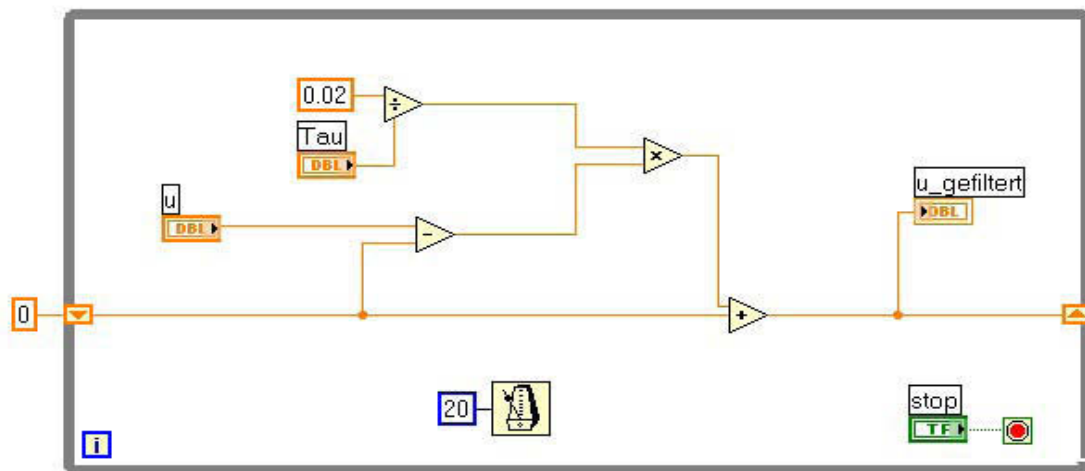 0.02
÷
Tau
DBL
×
u
DBL
-
u_gefiltert
DBL
0
+
20
stop
TF
i